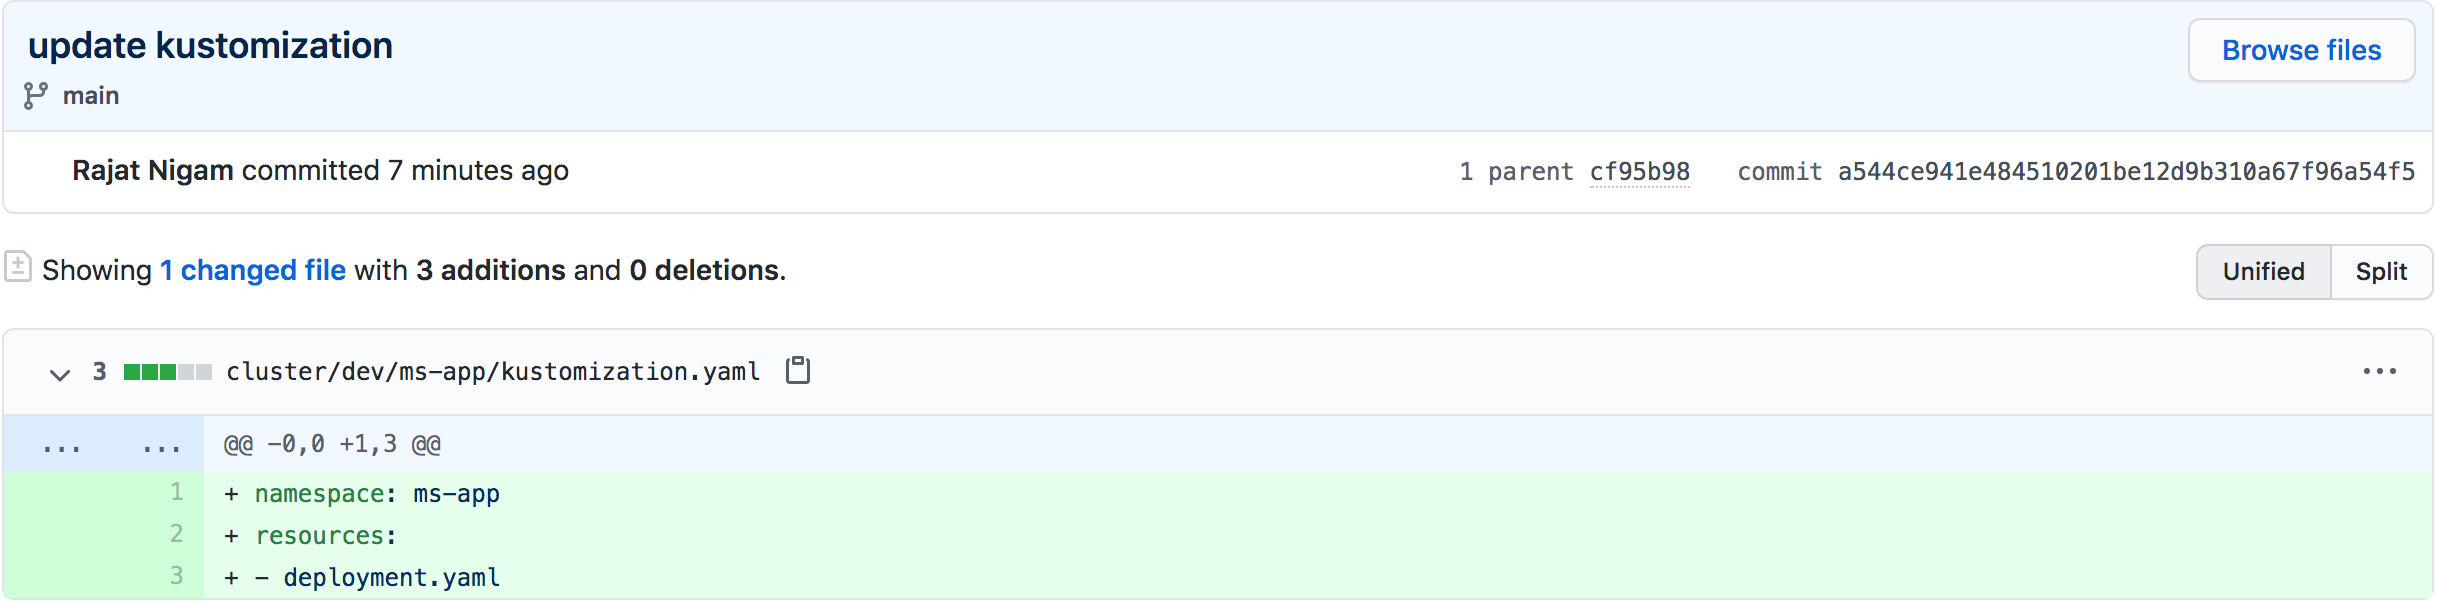 update kustomization
Browse files
main
Rajat Nigam committed 7 minutes ago
1 parent cf95b98 commit a544ce941e484510201be12d9b310a67f96a54f5
Showing 1 changed file with 3 additions and 0 deletions.
Unified Split
3 cluster/dev/ms-app/kustomization.yaml
... ... @@ -0,0 +1,3 @@
1 + namespace: ms-app
2 + resources:
3 + - deployment.yaml